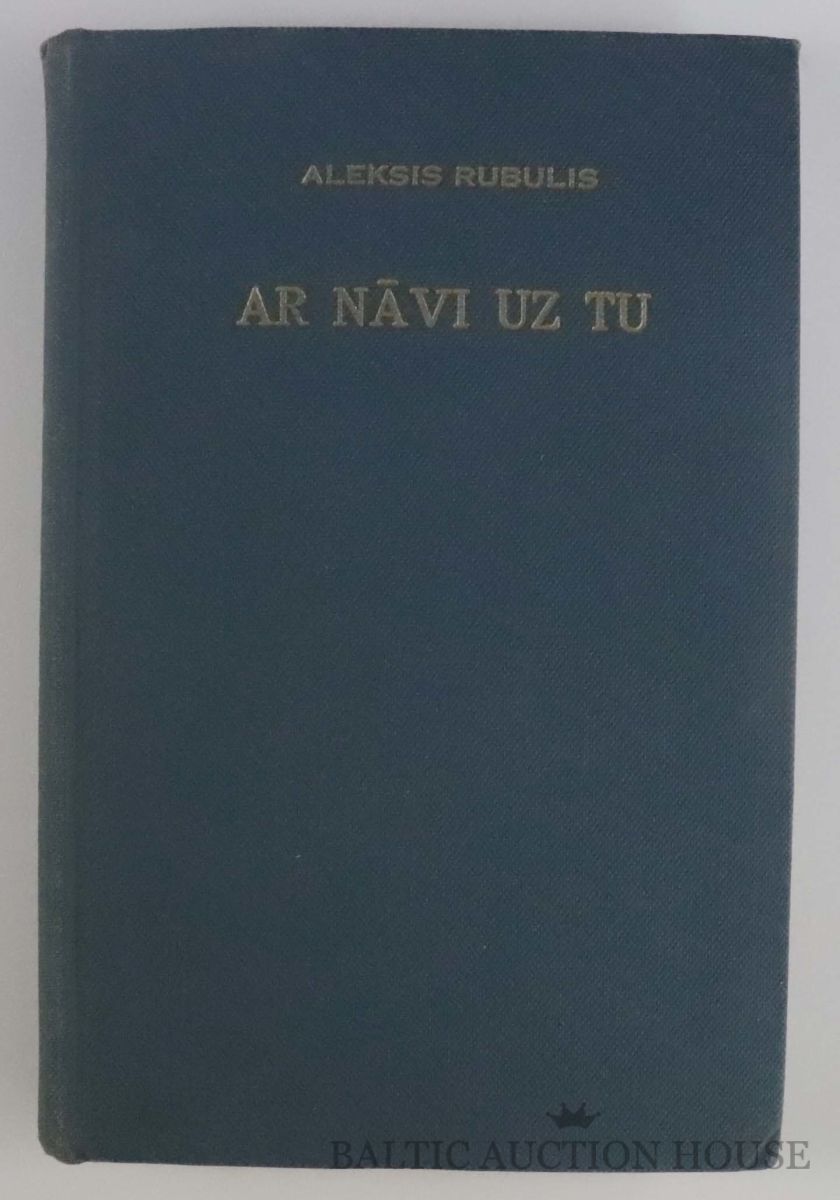 ALEKSIS RUBULIS
AR NĀVI UZ TU
BALTIC AUCTION HOUSE